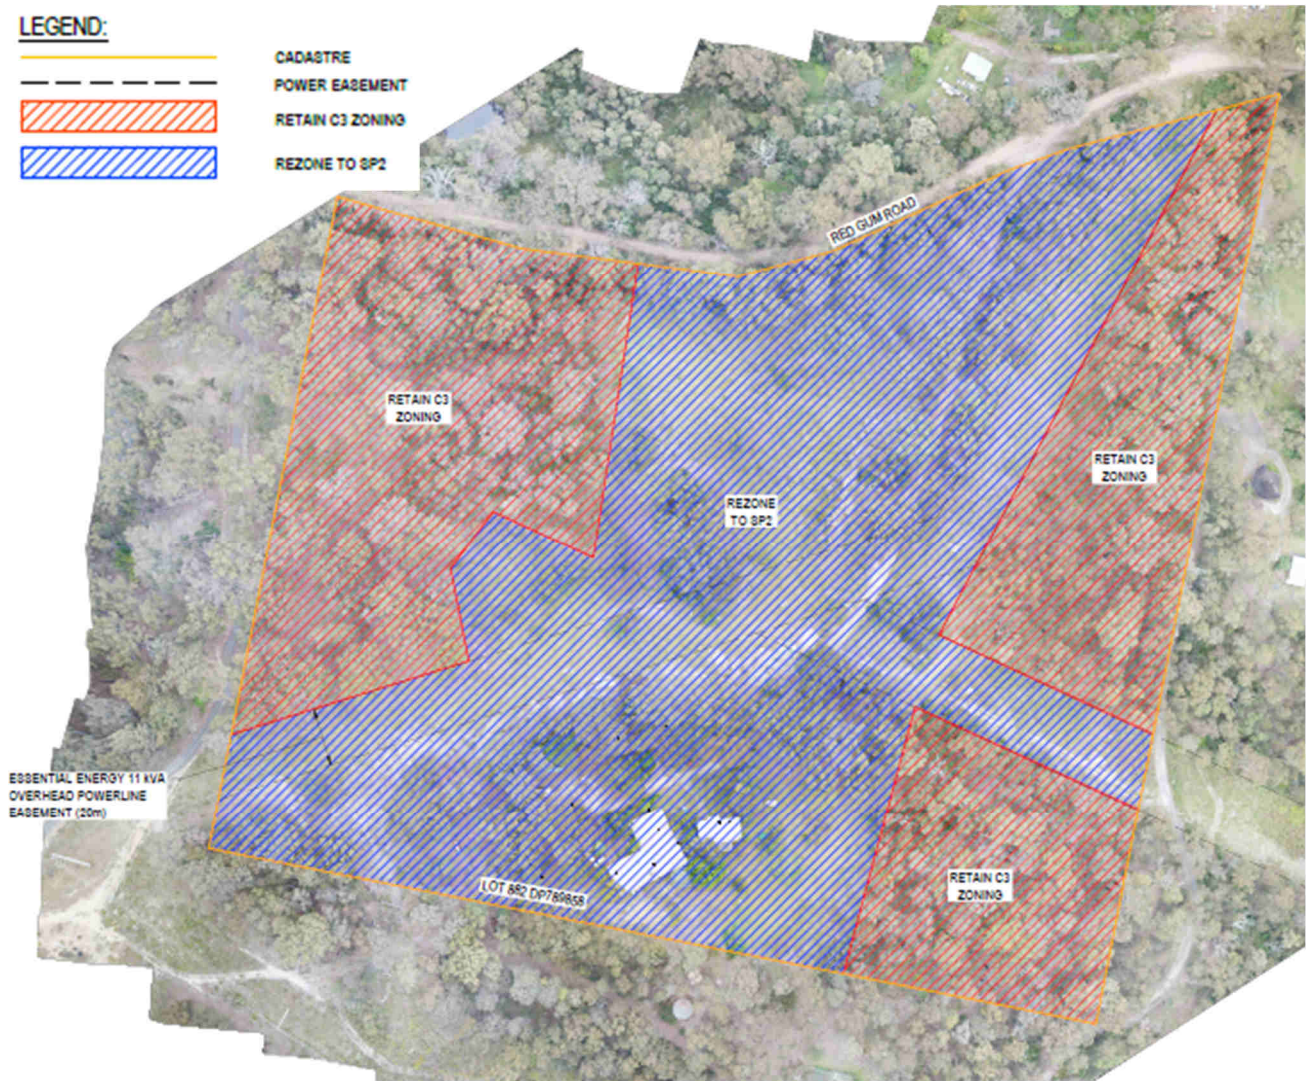 LEGEND:
CADASTRE
POWER EASEMENT
RETAIN C3 ZONING
REZONE TO SP2
RED GUM ROAD
RETAIN C3
ZONING
RETAIN C3
ZONING
REZONE
TO SP2
ESSENTIAL ENERGY 11 kVA
OVERHEAD POWERLINE
EASEMENT (20m)
RETAIN C3
ZONING
LOT 882 DP789858